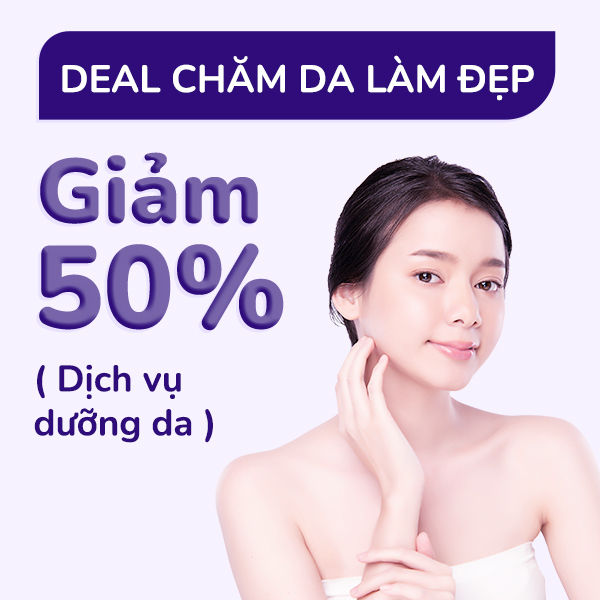 DEAL CHĂM DA LÀM ĐẸP
Giảm
50%
( Dịch vụ
dưỡng da )